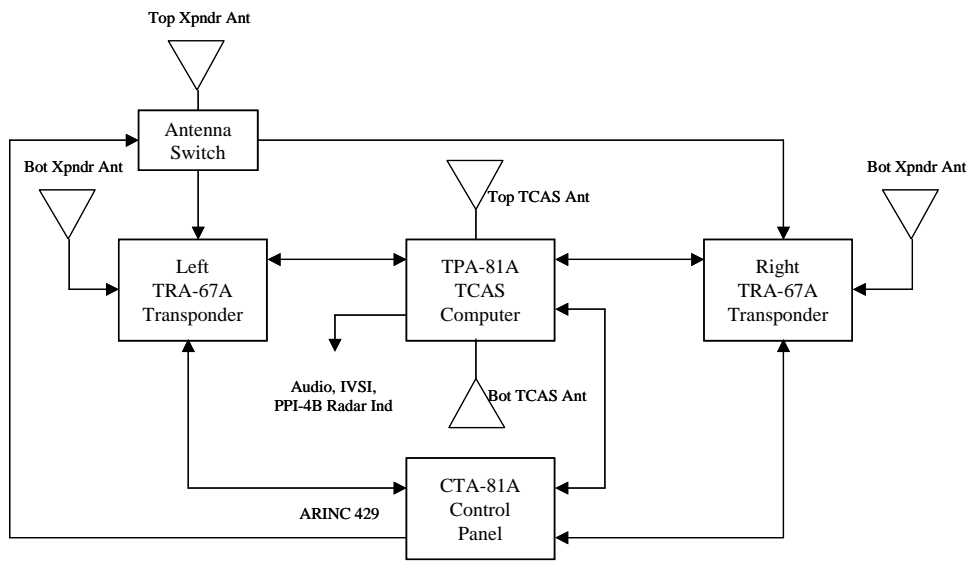 Top Xpndr Ant
Antenna
Switch
Bot Xpndr Ant
Bot Xpndr Ant
Top TCAS Ant
Left
TRA-67A
Transponder
TPA-81A
TCAS
Computer
Right
TRA-67A
Transponder
Audio, IVSI,
PPI-4B Radar Ind
Bot TCAS Ant
CTA-81A
Control
Panel
ARINC 429